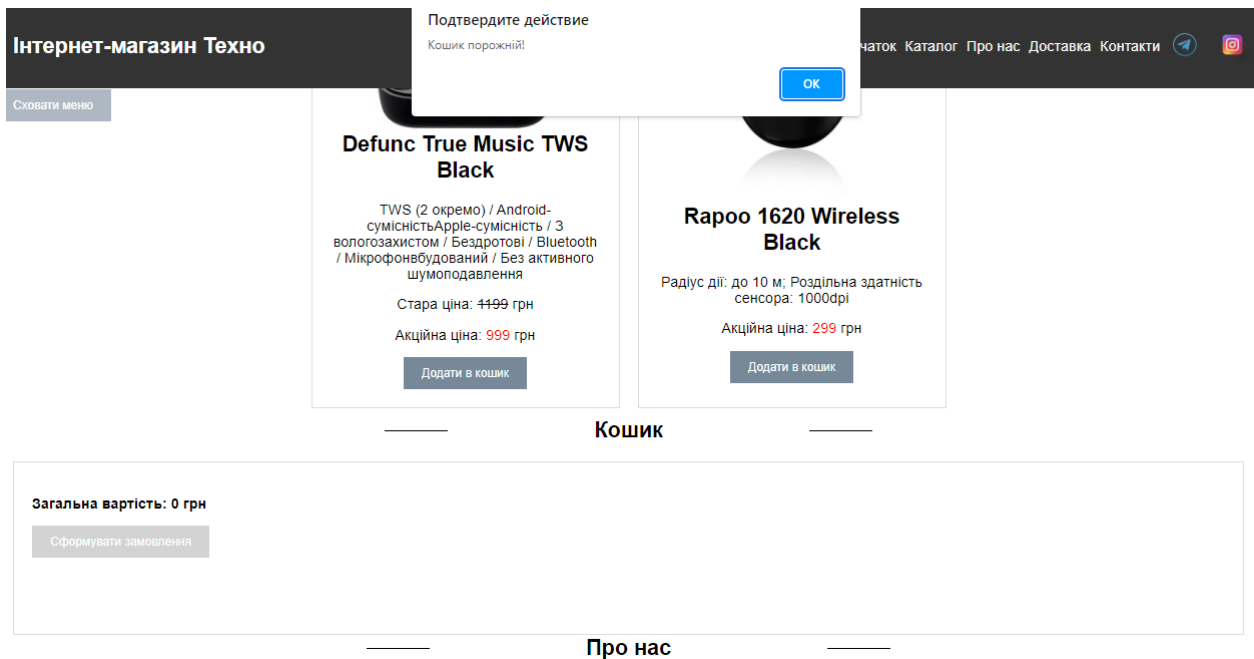 Подтвердите действие
Кошик порожній!
ОК
Інтернет-магазин Техно
чаток Каталог Про нас Доставка Контакти
Сховати меню
Defunc True Music TWS
Black
TWS (2 окремо) / Android-
сумісністьApple-сумісність / З
вологозахистом / Бездротові / Bluetooth
/ Мікрофонвбудований / Без активного
шумоподавлення
Стара ціна: 1199 грн
Акційна ціна: 999 грн
Додати в кошик
Rapoo 1620 Wireless
Black
Радіус дії: до 10 м; Роздільна здатність
сенсора: 1000dpi
Акційна ціна: 299 грн
Додати в кошик
Кошик
Загальна вартість: 0 грн
Сформувати замовлення
Про нас